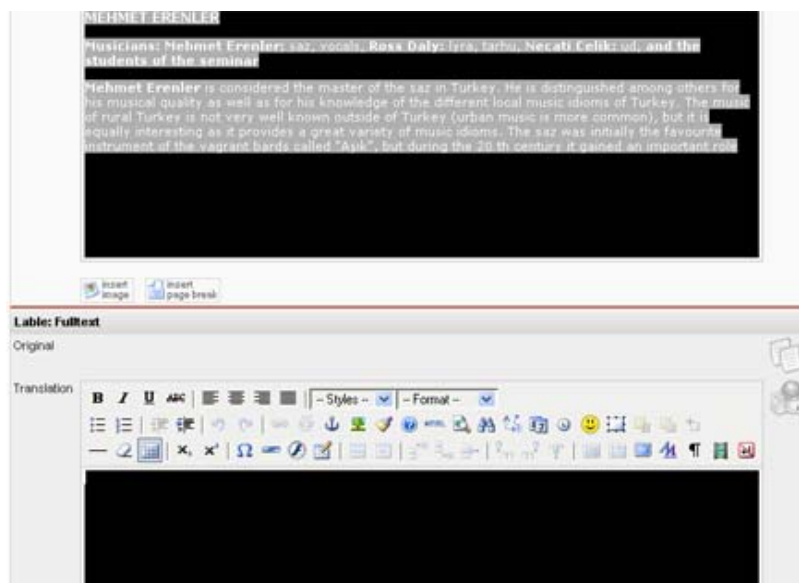 MEHMET ERENLER
Musicians: Mehmet Erenler: saz, vocals, Ross Daly: lyra, tarhu, Necati Celik: ud, and the
students of the seminar
Mehmet Erenler is considered the master of the saz in Turkey. He is distinguished among others for
his musical quality as well as for his knowledge of the different local music idioms of Turkey. The music
of rural Turkey is not very well known outside of Turkey (urban music is more common), but it is
equally interesting as it provides a great variety of music idioms. The saz was initially the favourite
instrument of the vagrant bards called "Aşik", but during the 20 th century it gained an important role
insert image
insert page break
Lable: Fulltext
Original
Translation
B I U ABC -- Styles -- -- Format --
HTML